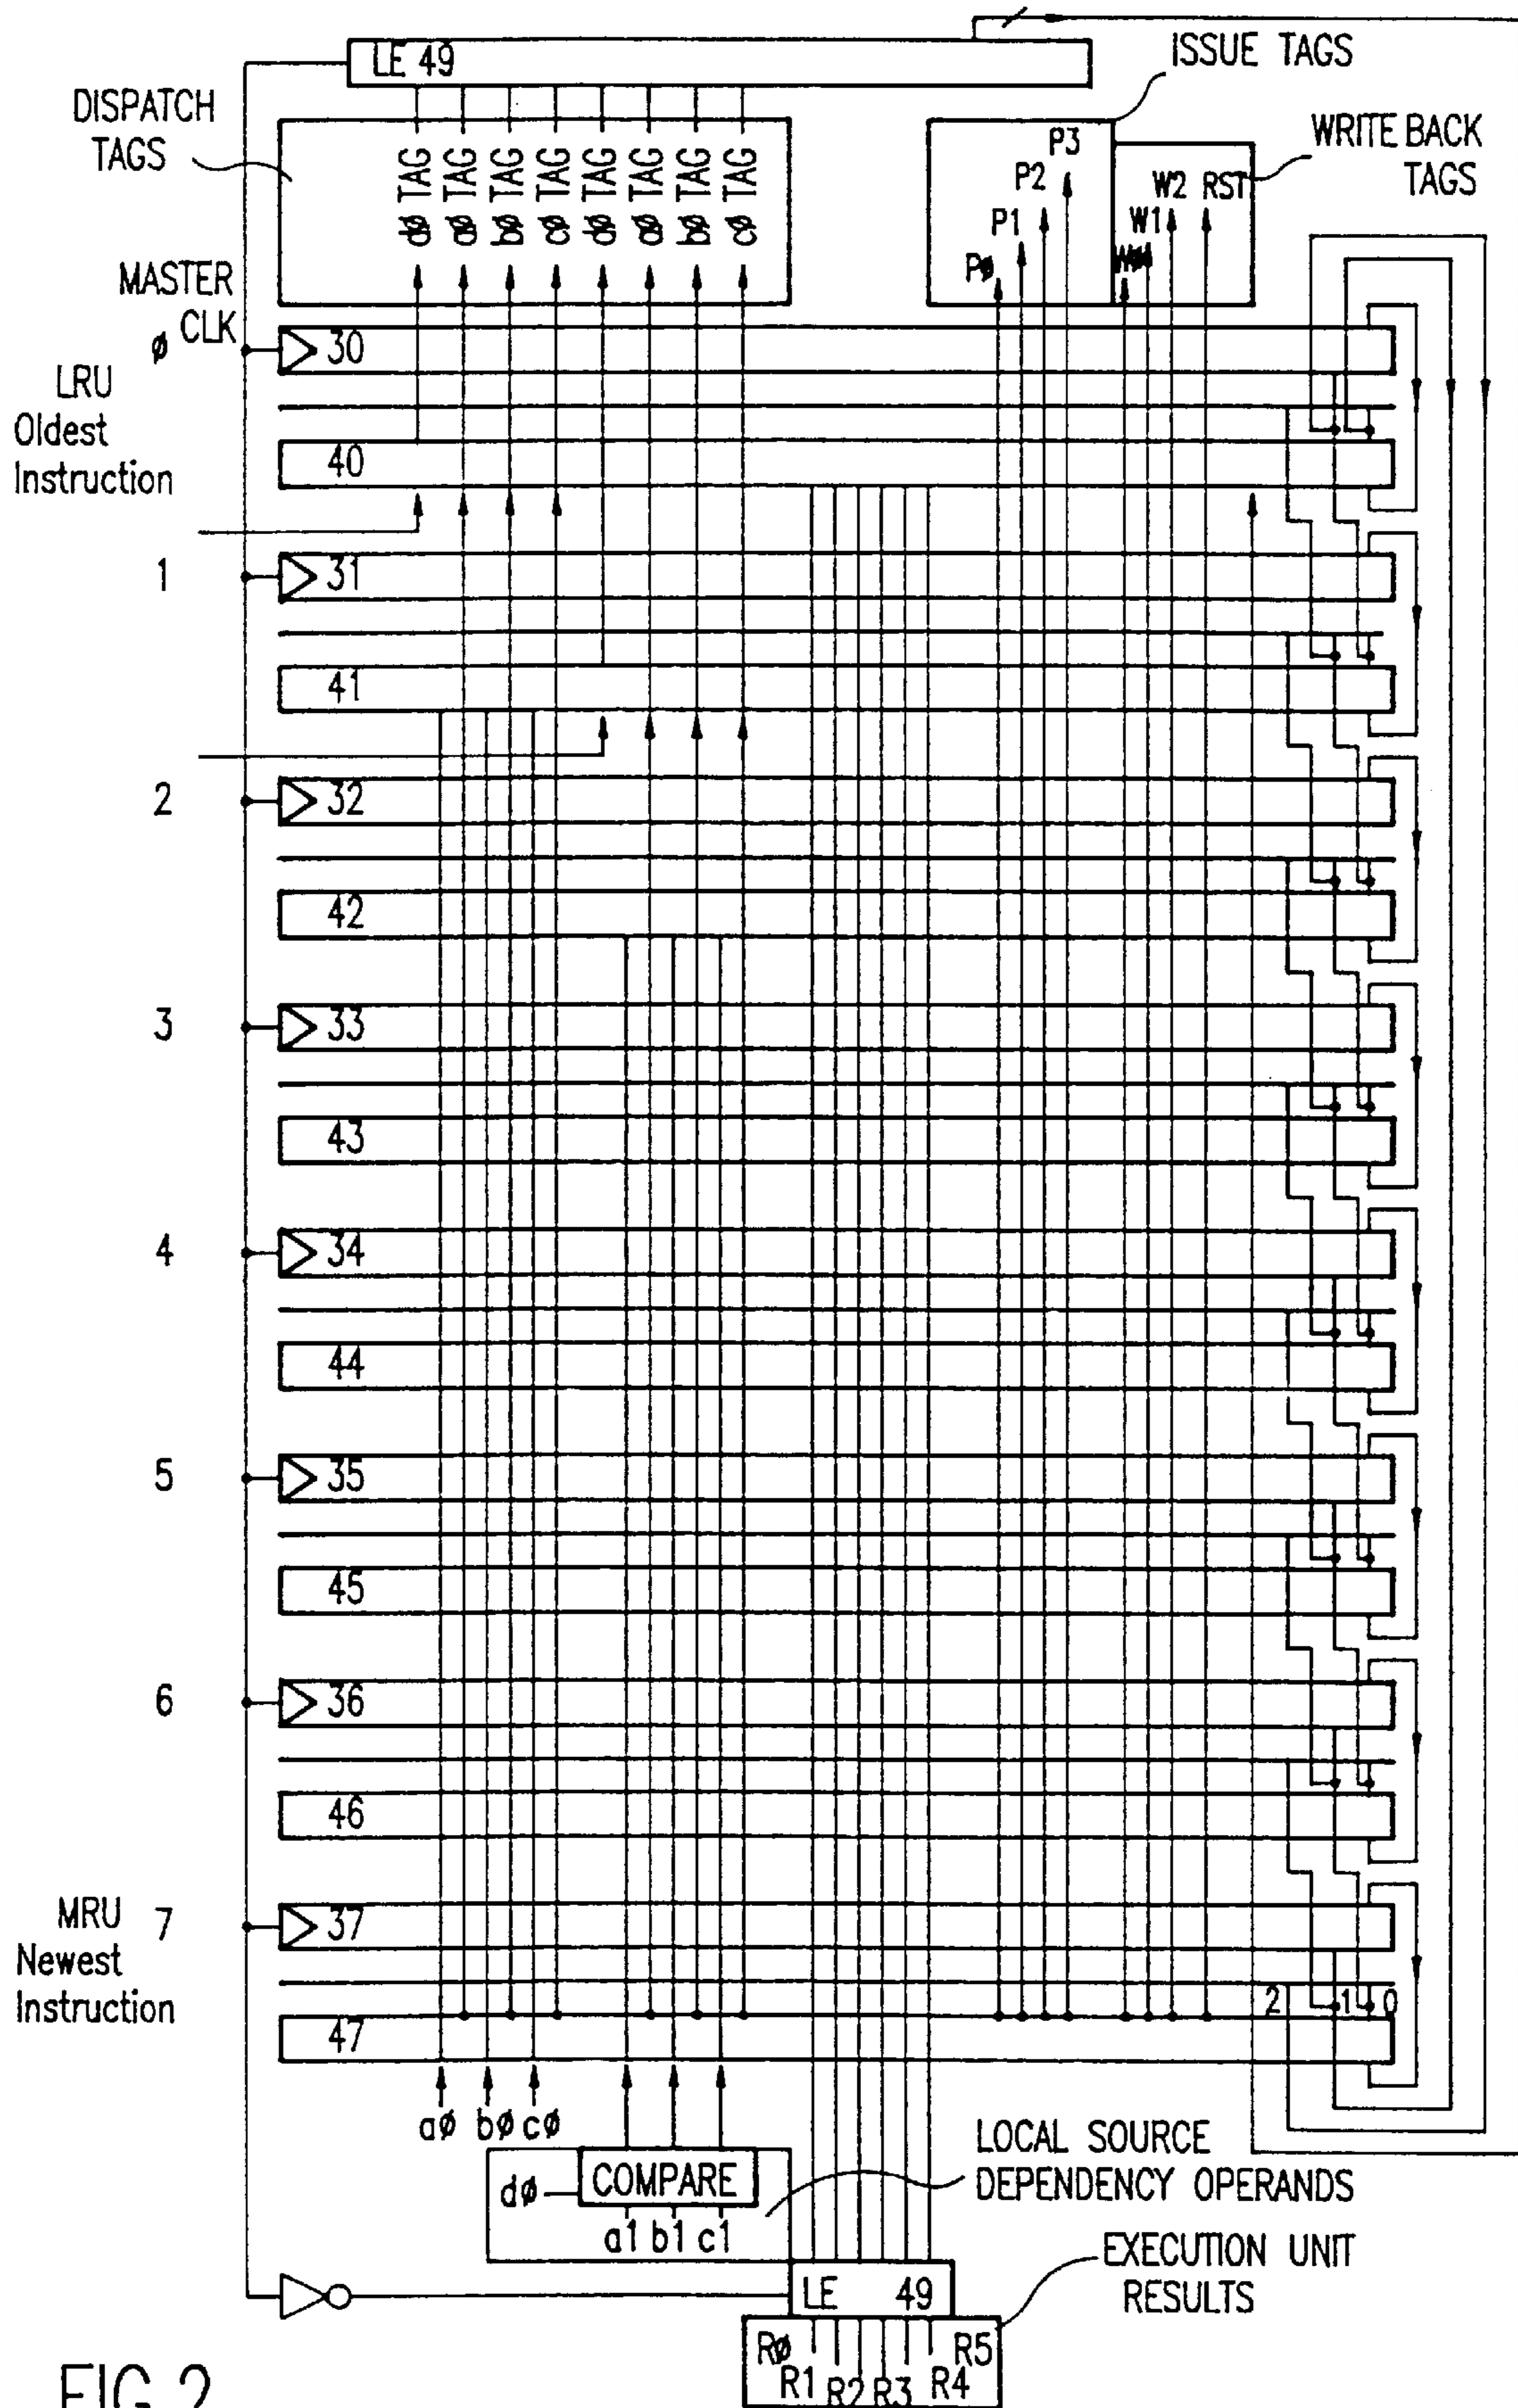 LE 49
ISSUE TAGS
DISPATCH
TAGS
WRITE BACK
TAGS
dø TAG
aø TAG
bø TAG
cø TAG
dø TAG
aø TAG
bø TAG
cø TAG
Pø
P1
P2
P3
Wø
W1
W2
RST
MASTER
CLK
ø
30
LRU
Oldest
Instruction
40
1
31
41
2
32
42
3
33
43
4
34
44
5
35
45
6
36
46
MRU
Newest
Instruction
7
37
2 1 0
47
aø bø cø
LOCAL SOURCE
DEPENDENCY OPERANDS
dø
COMPARE
a1 b1 c1
EXECUTION UNIT
RESULTS
LE 49
Rø R1 R2 R3 R4 R5
FIG.2